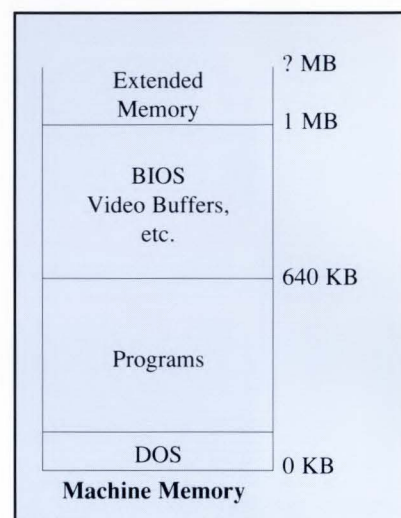 ? MB
Extended
Memory
1 MB
BIOS
Video Buffers,
etc.
640 KB
Programs
DOS
0 KB
Machine Memory